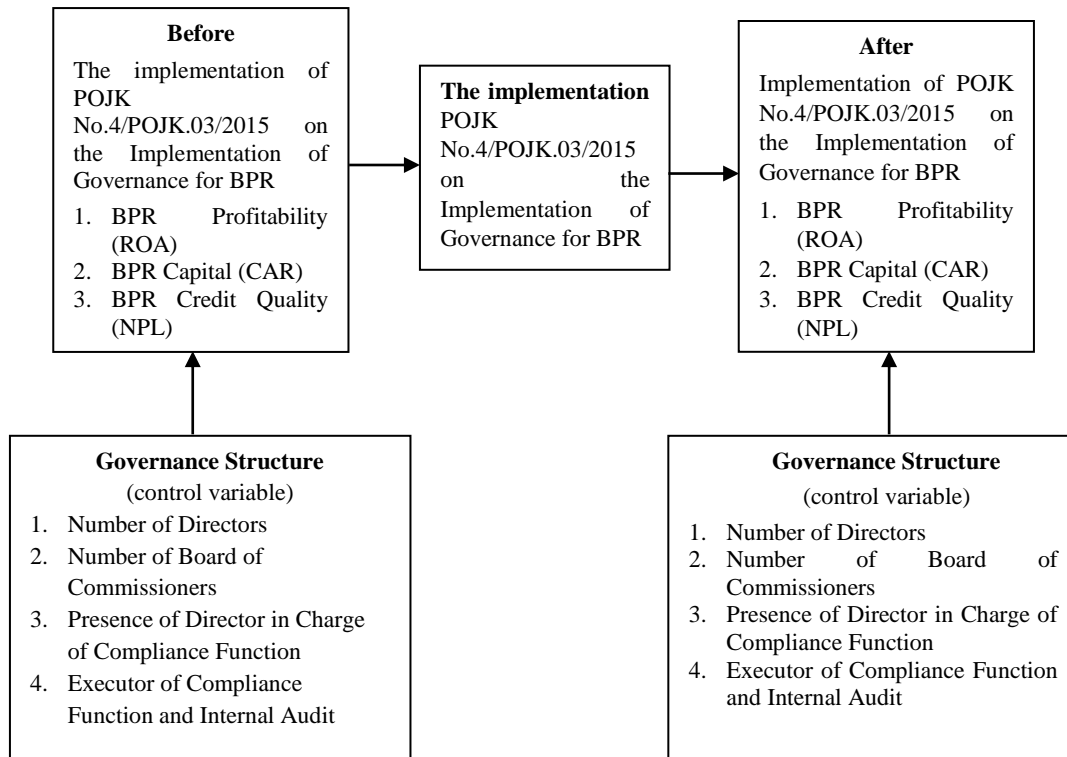 Before
The implementation of
POJK
No.4/POJK.03/2015 on
the Implementation of
Governance for BPR
1. BPR Profitability
(ROA)
2. BPR Capital (CAR)
3. BPR Credit Quality
(NPL)
The implementation
POJK
No.4/POJK.03/2015
on the
Implementation of
Governance for BPR
After
Implementation of POJK
No.4/POJK.03/2015 on
the Implementation of
Governance for BPR
1. BPR Profitability
(ROA)
2. BPR Capital (CAR)
3. BPR Credit Quality
(NPL)
Governance Structure
(control variable)
1. Number of Directors
2. Number of Board of
Commissioners
3. Presence of Director in Charge
of Compliance Function
4. Executor of Compliance
Function and Internal Audit
Governance Structure
(control variable)
1. Number of Directors
2. Number of Board of
Commissioners
3. Presence of Director in Charge of
Compliance Function
4. Executor of Compliance Function
and Internal Audit